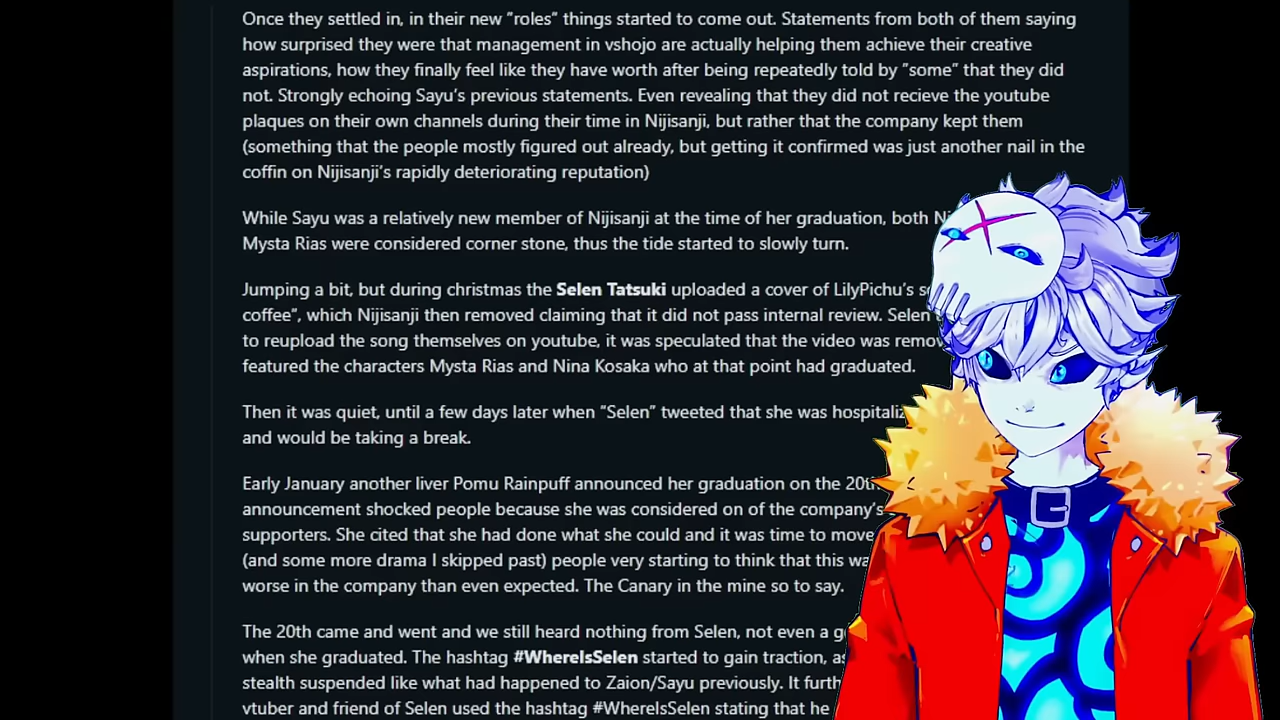 Once they settled in, in their new "roles" things started to come out. Statements from both of them saying
how surprised they were that management in vshojo are actually helping them achieve their creative
aspirations, how they finally feel like they have worth after being repeatedly told by "some" that they did
not. Strongly echoing Sayu's previous statements. Even revealing that they did not recieve the youtube
plaques on their own channels during their time in Nijisanji, but rather that the company kept them
(something that the people mostly figured out already, but getting it confirmed was just another nail in the
coffin on Nijisanji's rapidly deteriorating reputation)
While Sayu was a relatively new member of Nijisanji at the time of her graduation, both
Mysta Rias were considered corner stone, thus the tide started to slowly turn.
Jumping a bit, but during christmas the Selen Tatsuki uploaded a cover of LilyPichu's
coffee", which Nijisanji then removed claiming that it did not pass internal review. Selen
to reupload the song themselves on youtube, it was speculated that the video was
featured the characters Mysta Rias and Nina Kosaka who at that point had graduated.
Then it was quiet, until a few days later when "Selen" tweeted that she was
and would be taking a break.
Early January another liver Pomu Rainpuff announced her graduation on the
announcement shocked people because she was considered on of the company's
supporters. She cited that she had done what she could and it was time to move
(and some more drama I skipped past) people very starting to think that this
worse in the company than even expected. The Canary in the mine so to say.
The 20th came and went and we still heard nothing from Selen, not even a
when she graduated. The hashtag #WhereIsSelen started to gain traction,
stealth suspended like what had happened to Zaion/Sayu previously. It
vtuber and friend of Selen used the hashtag #WhereIsSelen stating that he